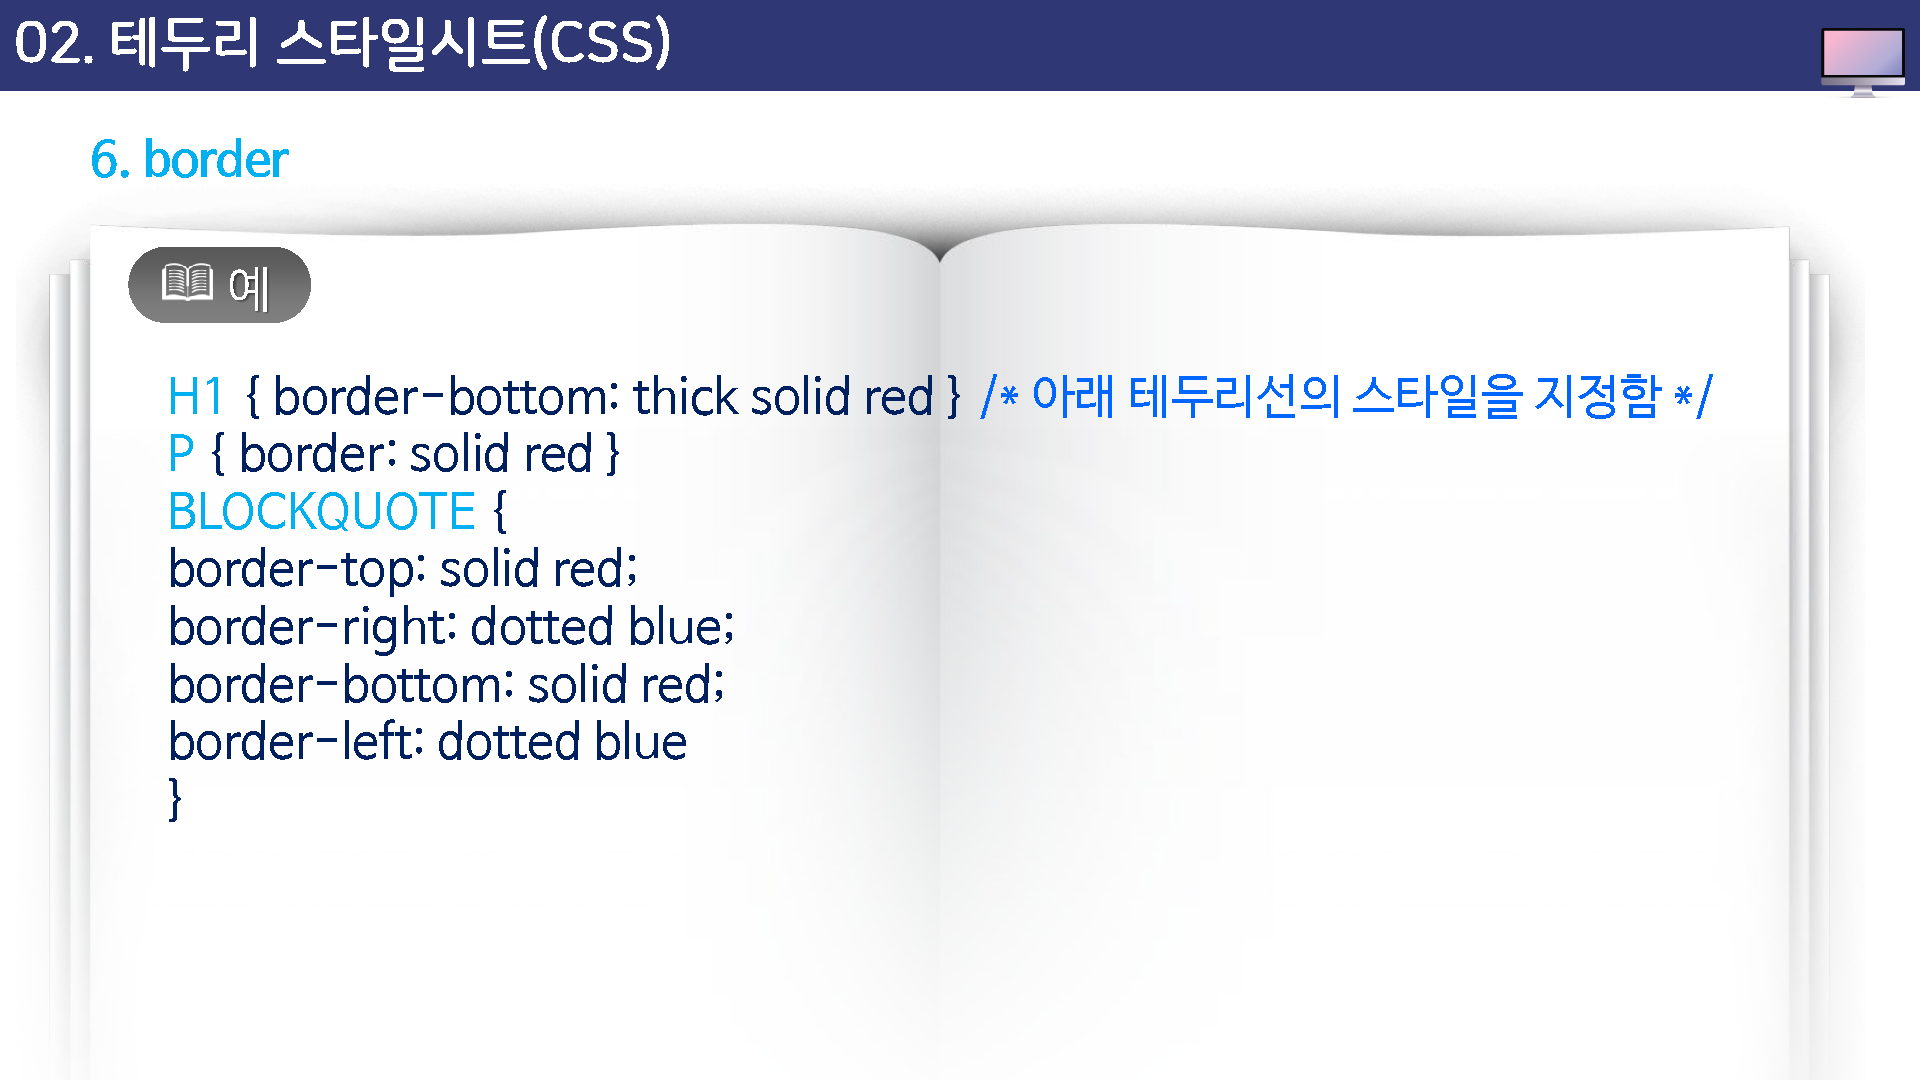 02. 테두리 스타일시트(CSS)
6. border
예
H1 { border-bottom: thick solid red } /* 아래 테두리선의 스타일을 지정함 */
P { border: solid red }
BLOCKQUOTE {
border-top: solid red;
border-right: dotted blue;
border-bottom: solid red;
border-left: dotted blue
}